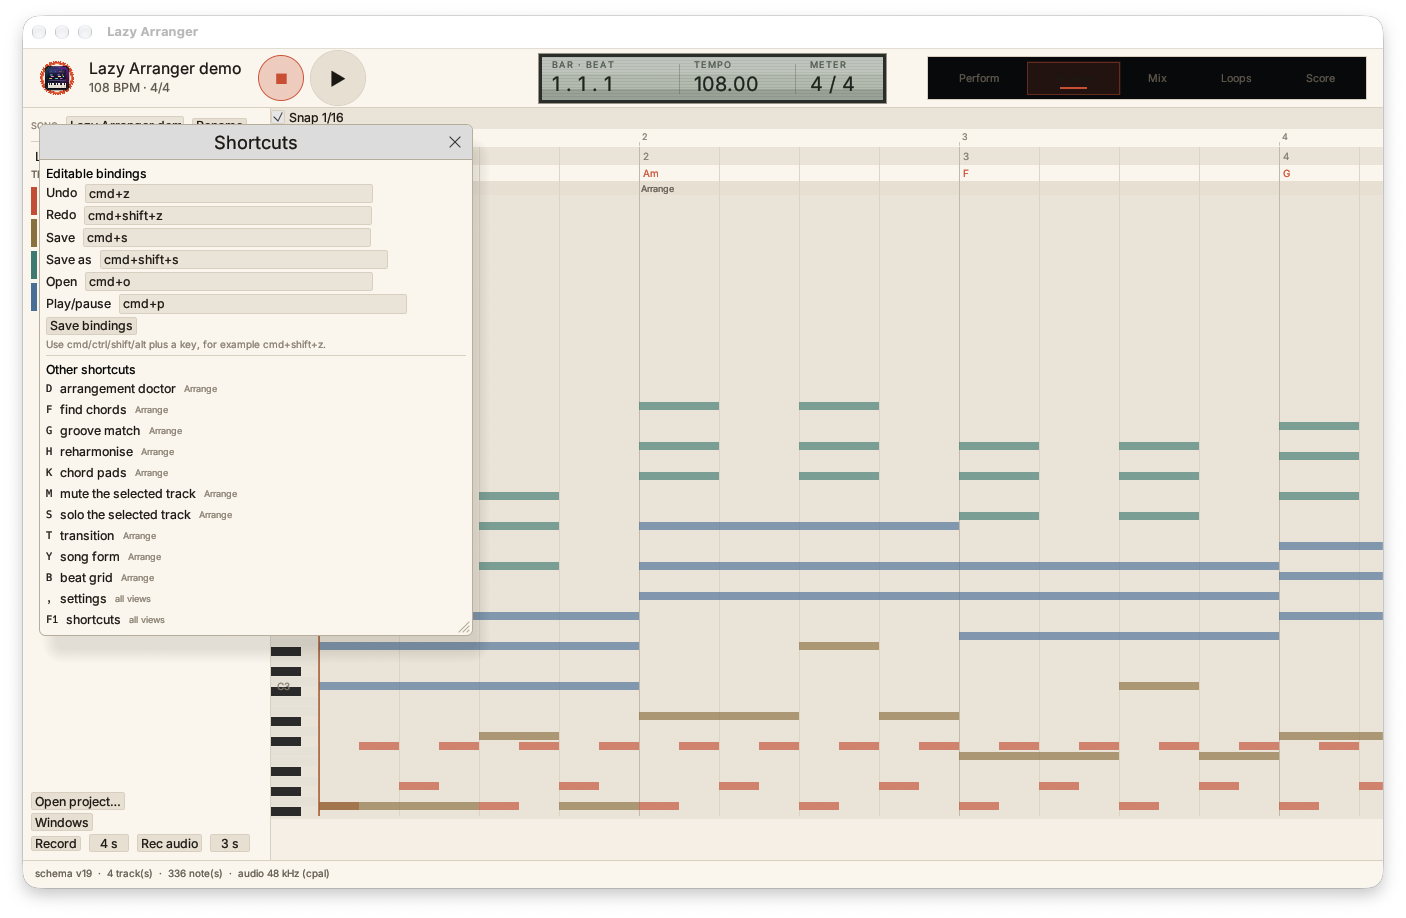 Lazy Arranger
Lazy Arranger demo
108 BPM · 4/4
BAR · BEAT
1 . 1 . 1
TEMPO
108.00
METER
4 / 4
Perform
Mix
Loops
Score
Snap 1/16
2
3
4
2
3
4
Am
F
G
Arrange
Shortcuts
Editable bindings
Undo cmd+z
Redo cmd+shift+z
Save cmd+s
Save as cmd+shift+s
Open cmd+o
Play/pause cmd+p
Save bindings
Use cmd/ctrl/shift/alt plus a key, for example cmd+shift+z.
Other shortcuts
D arrangement doctor Arrange
F find chords Arrange
G groove match Arrange
H reharmonise Arrange
K chord pads Arrange
M mute the selected track Arrange
S solo the selected track Arrange
T transition Arrange
Y song form Arrange
B beat grid Arrange
, settings all views
F1 shortcuts all views
C3
Open project...
Windows
Record 4 s Rec audio 3 s
schema v19 · 4 track(s) · 336 note(s) · audio 48 kHz (cpal)